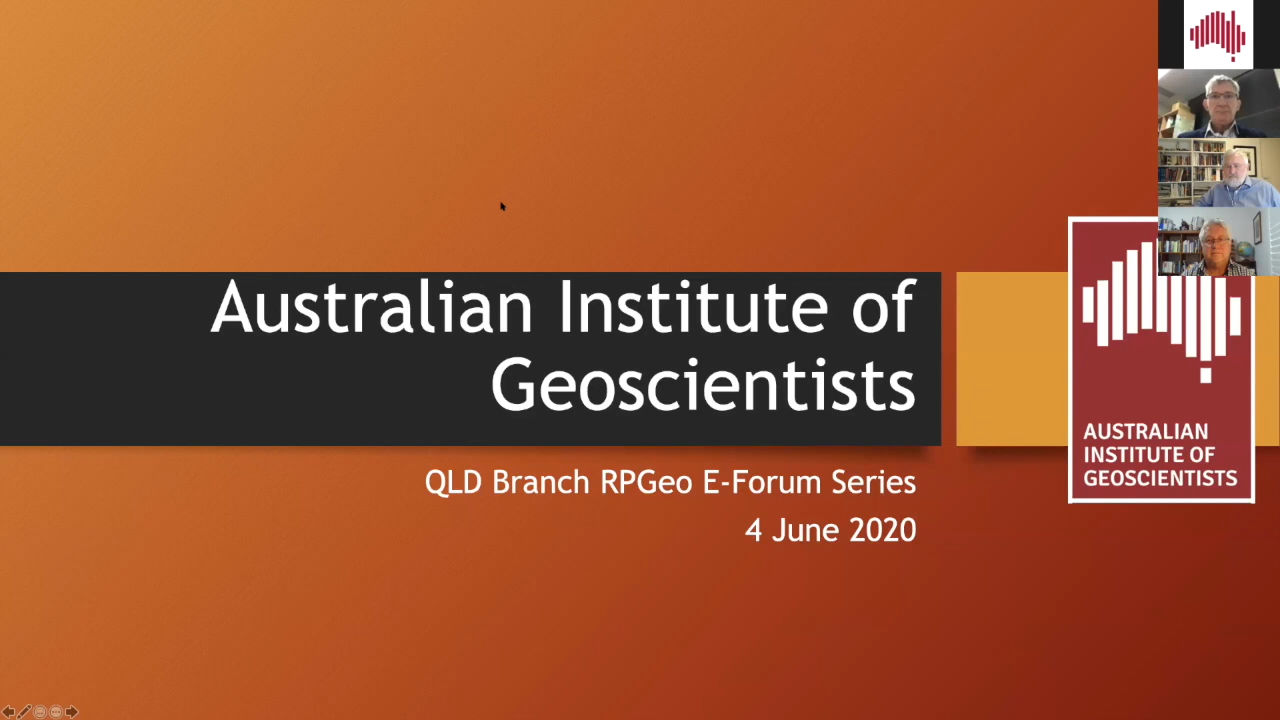 Australian Institute of
Geoscientists
QLD Branch RPGeo E-Forum Series
4 June 2020
AUSTRALIAN
INSTITUTE OF
GEOSCIENTISTS